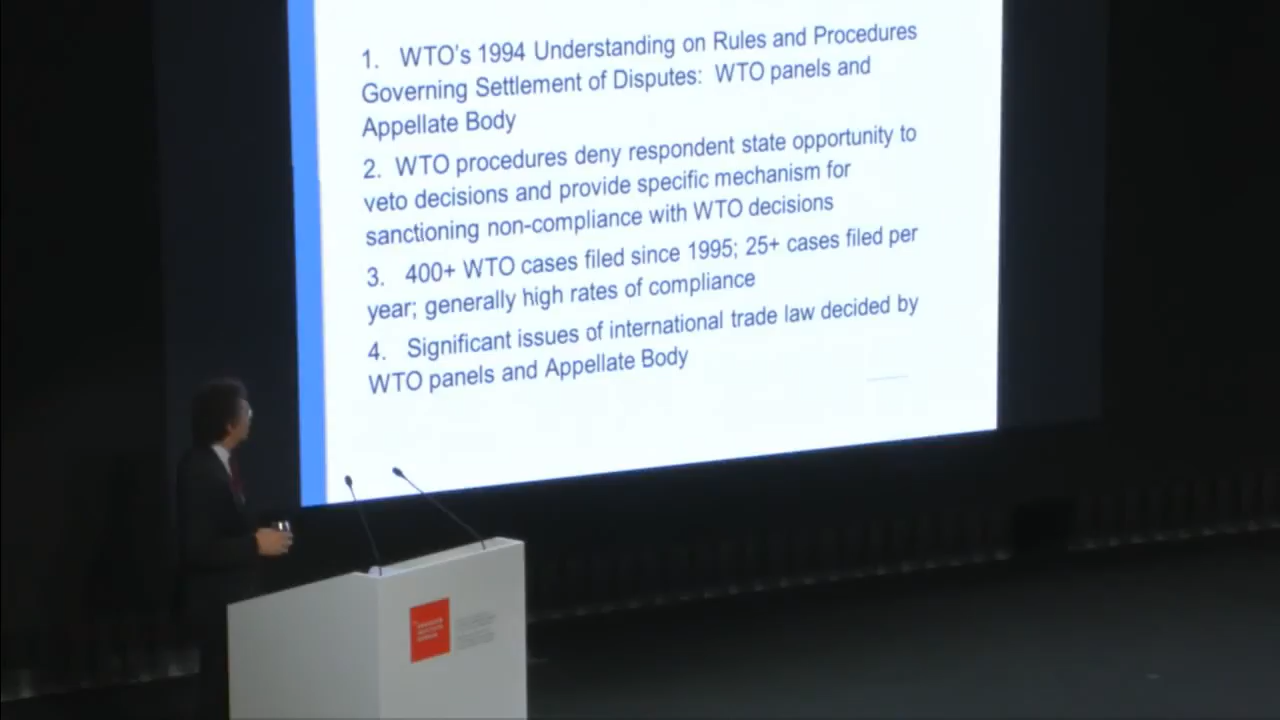 1. WTO's 1994 Understanding on Rules and Procedures
Governing Settlement of Disputes: WTO panels and
Appellate Body
2. WTO procedures deny respondent state opportunity to
veto decisions and provide specific mechanism for
sanctioning non-compliance with WTO decisions
3. 400+ WTO cases filed since 1995; 25+ cases filed per
year; generally high rates of compliance
4. Significant issues of international trade law decided by
WTO panels and Appellate Body